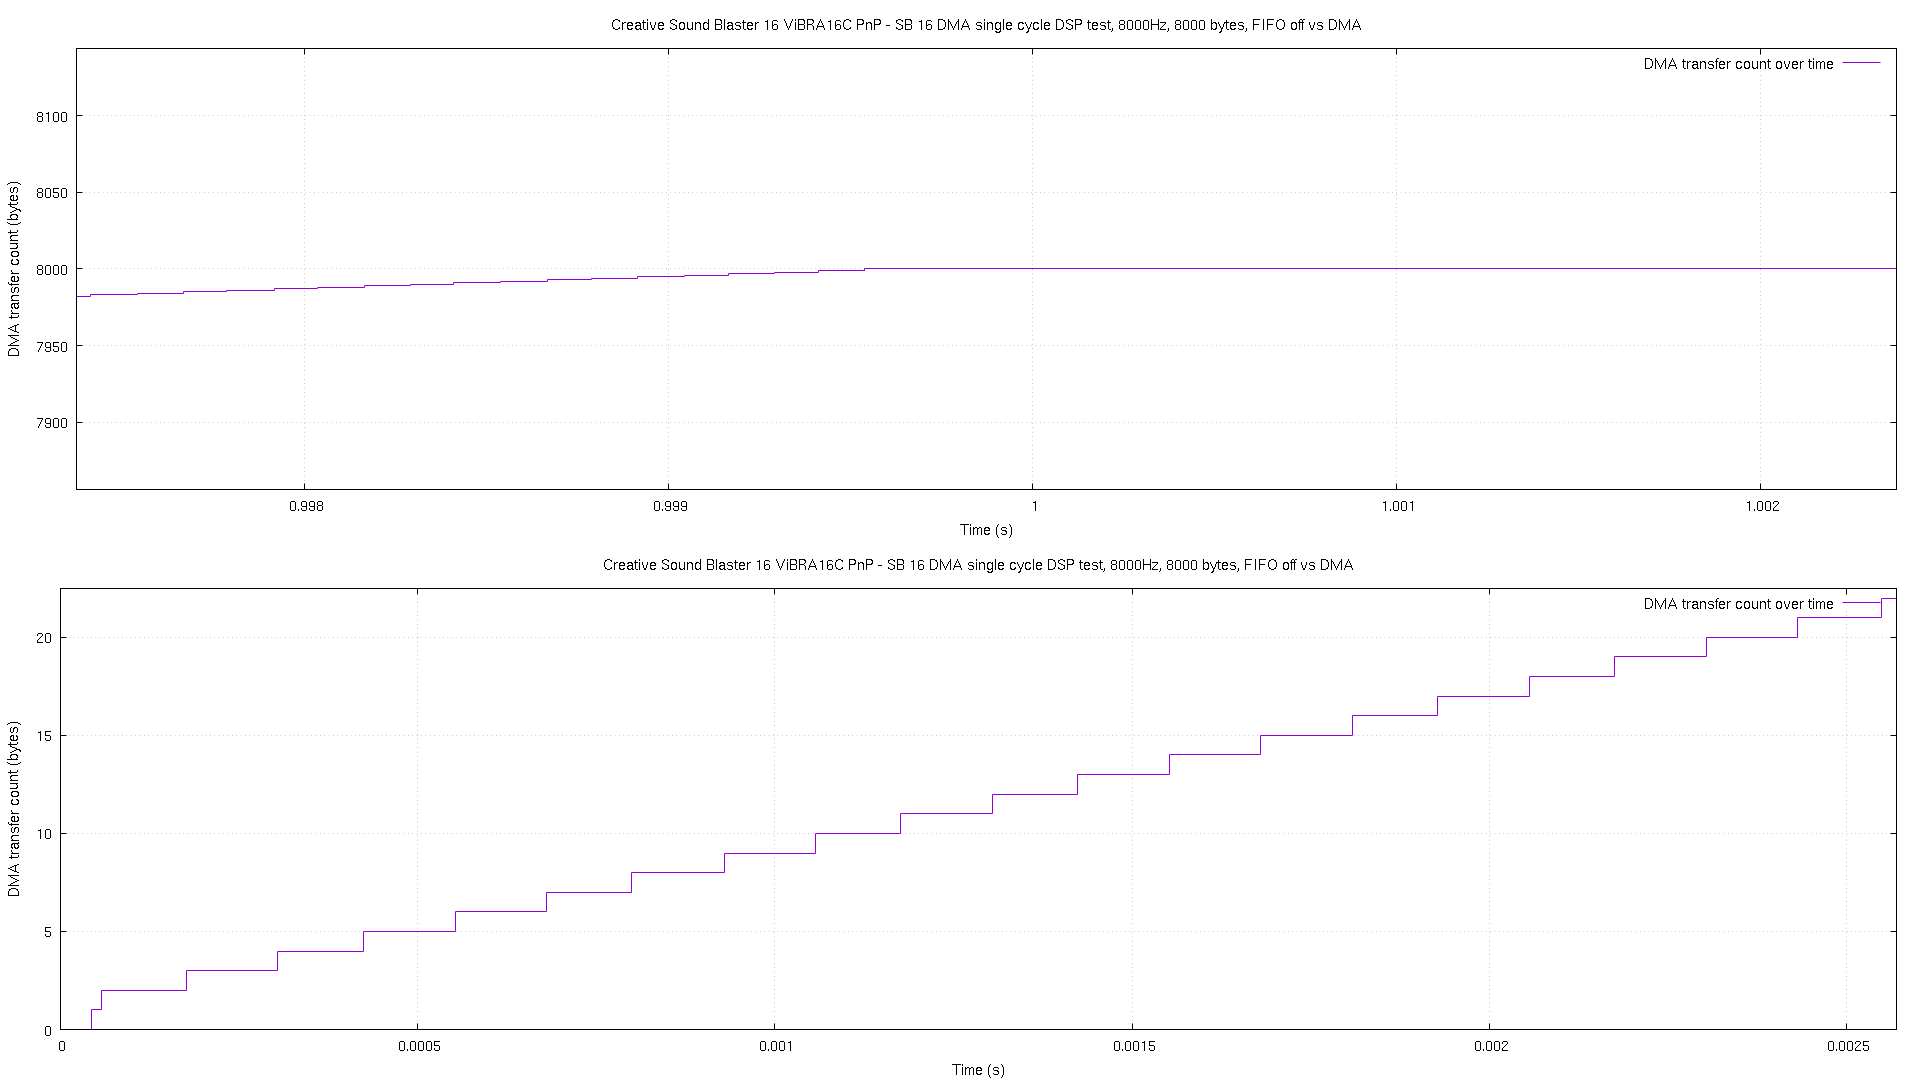 Creative Sound Blaster 16 ViBRA16C PnP - SB 16 DMA single cycle DSP test, 8000Hz, 8000 bytes, FIFO off vs DMA
DMA transfer count over time
8100
8050
8000
7950
7900
DMA transfer count (bytes)
0.998 0.999 1 1.001 1.002
Time (s)
Creative Sound Blaster 16 ViBRA16C PnP - SB 16 DMA single cycle DSP test, 8000Hz, 8000 bytes, FIFO off vs DMA
DMA transfer count over time
20
15
10
5
0
DMA transfer count (bytes)
0 0.0005 0.001 0.0015 0.002 0.0025
Time (s)